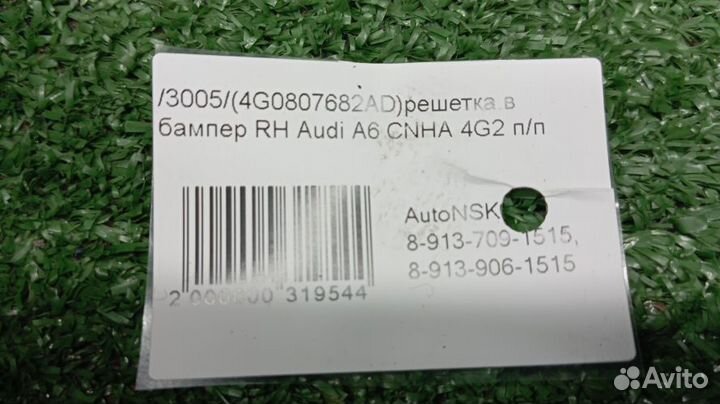 /3005/(4G0807682AD)решетка в
бампер RH Audi A6 CNHA 4G2 п/п
AutoNSK
8-913-709-1515,
8-913-906-1515
2 000000 319544
Avito